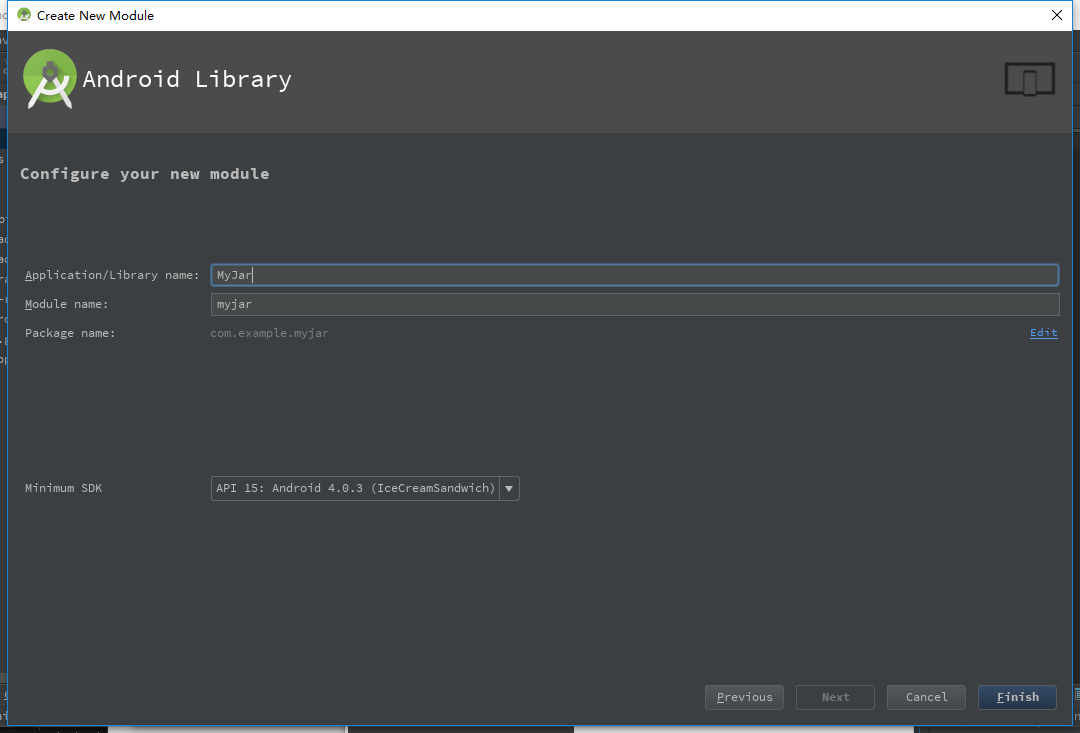 Create New Module
Android Library
Configure your new module
Application/Library name: MyJar
Module name: myjar
Package name: com.example.myjar Edit
Minimum SDK API 15: Android 4.0.3 (IceCreamSandwich)
Previous Next Cancel Finish